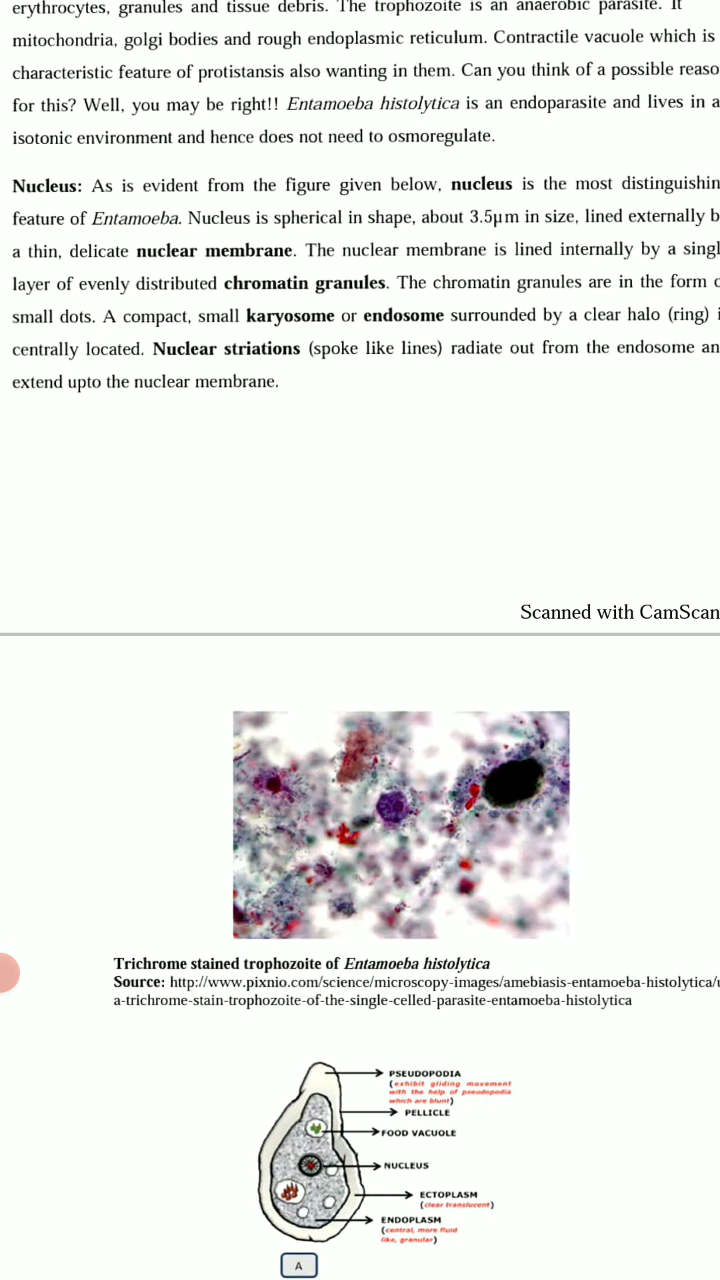 erythrocytes, granules and tissue debris. The trophozoite is an anaerobic parasite. It
mitochondria, golgi bodies and rough endoplasmic reticulum. Contractile vacuole which is
characteristic feature of protistansis also wanting in them. Can you think of a possible reaso
for this? Well, you may be right!! Entamoeba histolytica is an endoparasite and lives in a
isotonic environment and hence does not need to osmoregulate.
Nucleus: As is evident from the figure given below, nucleus is the most distinguishin
feature of Entamoeba. Nucleus is spherical in shape, about 3.5µm in size, lined externally b
a thin, delicate nuclear membrane. The nuclear membrane is lined internally by a singl
layer of evenly distributed chromatin granules. The chromatin granules are in the form o
small dots. A compact, small karyosome or endosome surrounded by a clear halo (ring) i
centrally located. Nuclear striations (spoke like lines) radiate out from the endosome an
extend upto the nuclear membrane.
Scanned with CamScan
Trichrome stained trophozoite of Entamoeba histolytica
Source: http://www.pixnio.com/science/microscopy-images/amebiasis-entamoeba-histolytica/u
a-trichrome-stain-trophozoite-of-the-single-celled-parasite-entamoeba-histolytica
PSEUDOPODIA
(exhibit gliding movement
with the help of pseudopodia
which are blunt)
PELLICLE
FOOD VACUOLE
NUCLEUS
ECTOPLASM
(clear translucent)
ENDOPLASM
(central, more fluid
like, granular)
A